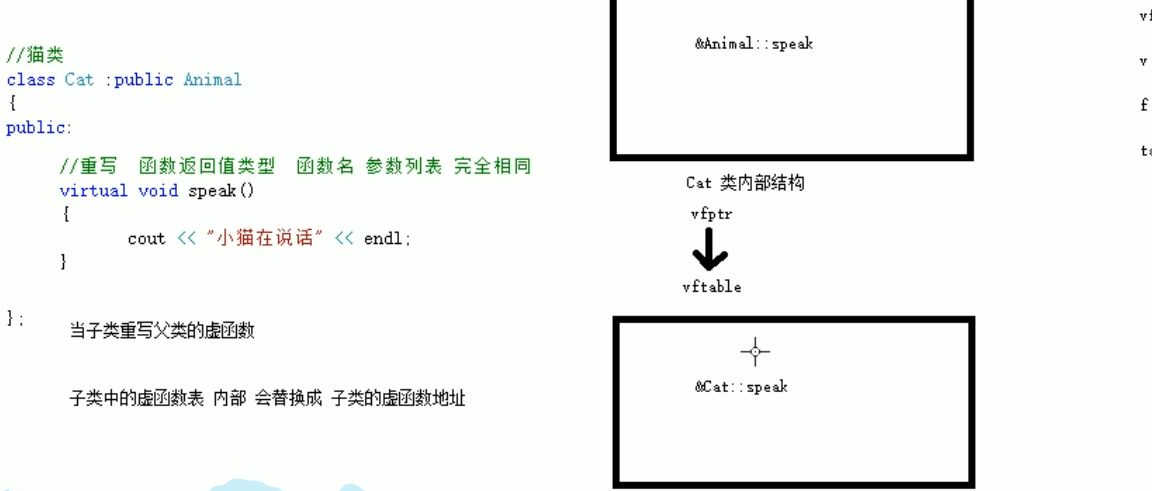 //猫类
class Cat :public Animal
{
public:
//重写 函数返回值类型 函数名 参数列表 完全相同
virtual void speak()
{
cout << "小猫在说话" << endl;
}
};
当子类重写父类的虚函数
子类中的虚函数表 内部 会替换成 子类的虚函数地址
&Animal::speak
Cat 类内部结构
vfptr
vftable
&Cat::speak
v
f